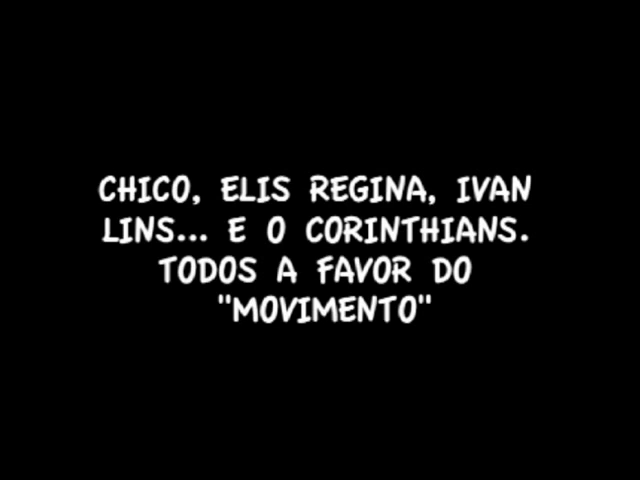 CHICO, ELIS REGINA, IVAN
LINS... E O CORINTHIANS.
TODOS A FAVOR DO
"MOVIMENTO"